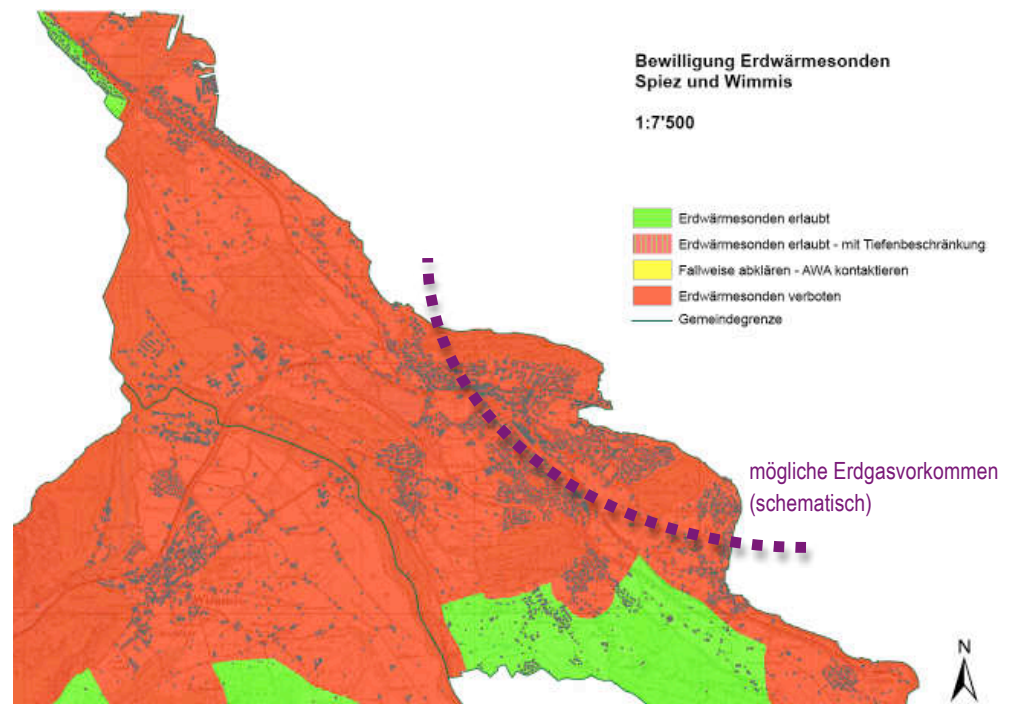 Bewilligung Erdwärmesonden
Spiez und Wimmis
1:7'500
Erdwärmesonden erlaubt
Erdwärmesonden erlaubt - mit Tiefenbeschränkung
Fallweise abklären - AWA kontaktieren
Erdwärmesonden verboten
Gemeindegrenze
mögliche Erdgasvorkommen
(schematisch)
Wimmis
N